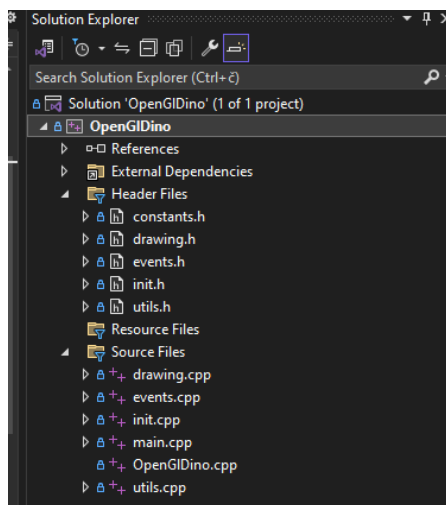 Solution Explorer
Search Solution Explorer (Ctrl+č)
Solution 'OpenGlDino' (1 of 1 project)
OpenGlDino
References
External Dependencies
Header Files
constants.h
drawing.h
events.h
init.h
utils.h
Resource Files
Source Files
drawing.cpp
events.cpp
init.cpp
main.cpp
OpenGlDino.cpp
utils.cpp